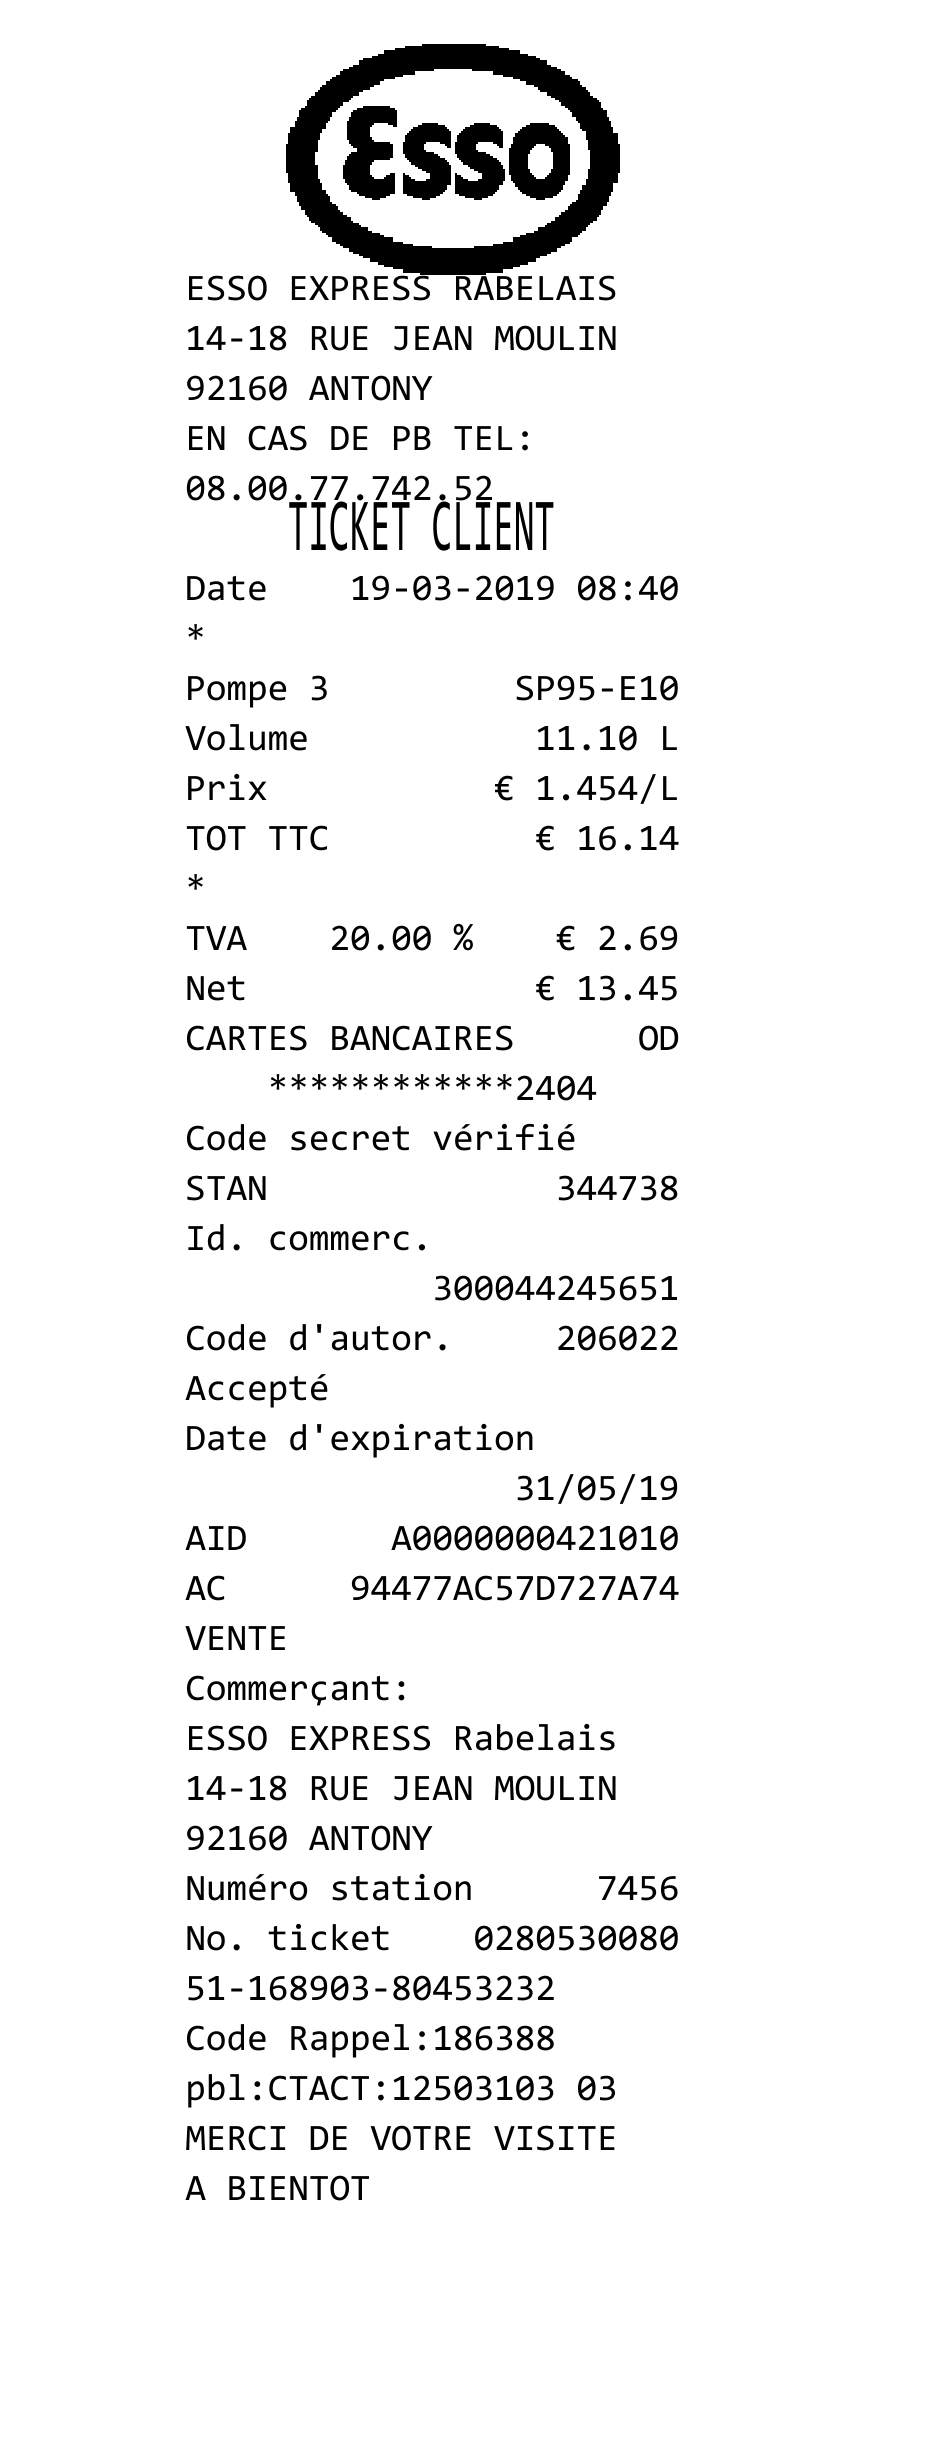 Esso
ESSO EXPRESS RABELAIS
14-18 RUE JEAN MOULIN
92160 ANTONY
EN CAS DE PB TEL:
08.00.77.742.52
TICKET CLIENT
Date 19-03-2019 08:40
*
Pompe 3 SP95-E10
Volume 11.10 L
Prix € 1.454/L
TOT TTC € 16.14
*
TVA 20.00 % € 2.69
Net € 13.45
CARTES BANCAIRES OD
************2404
Code secret vérifié
STAN 344738
Id. commerc.
300044245651
Code d'autor. 206022
Accepté
Date d'expiration
31/05/19
AID A0000000421010
AC 94477AC57D727A74
VENTE
Commerçant:
ESSO EXPRESS Rabelais
14-18 RUE JEAN MOULIN
92160 ANTONY
Numéro station 7456
No. ticket 0280530080
51-168903-80453232
Code Rappel:186388
pbl:CTACT:12503103 03
MERCI DE VOTRE VISITE
A BIENTOT